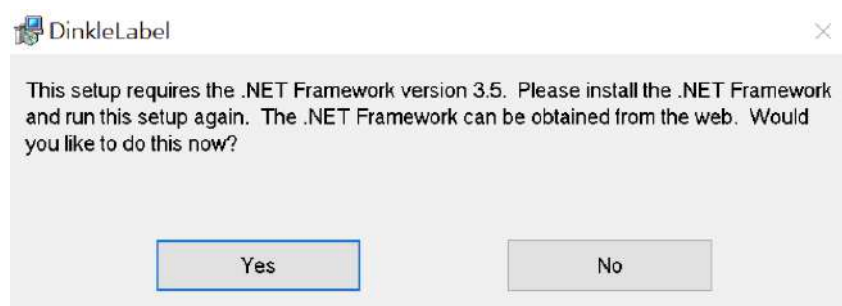 DinkleLabel
This setup requires the .NET Framework version 3.5.  Please install the .NET Framework
and run this setup again.  The .NET Framework can be obtained from the web.  Would
you like to do this now?
Yes
No